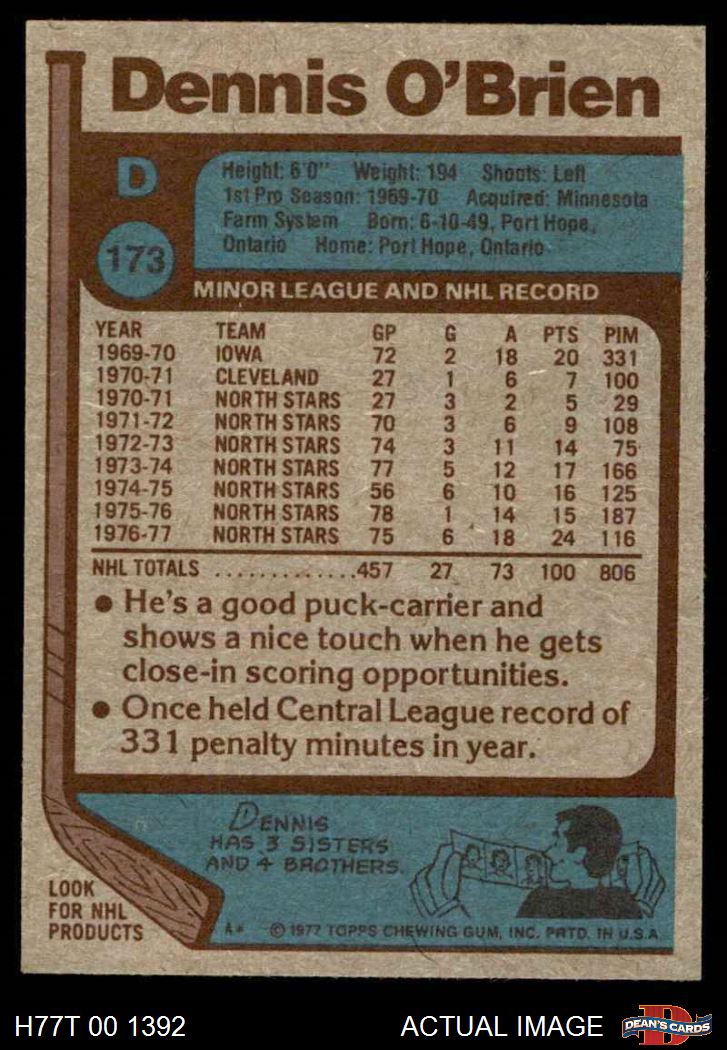 Dennis O'Brien
D
173
Height: 6'0" Weight: 194 Shoots: Left
1st Pro Season: 1969-70 Acquired: Minnesota
Farm System Born: 6-10-49, Port Hope,
Ontario Home: Port Hope, Ontario
MINOR LEAGUE AND NHL RECORD
YEAR TEAM GP G A PTS PIM
1969-70 IOWA 72 2 18 20 331
1970-71 CLEVELAND 27 1 6 7 100
1970-71 NORTH STARS 27 3 2 5 29
1971-72 NORTH STARS 70 3 6 9 108
1972-73 NORTH STARS 74 3 11 14 75
1973-74 NORTH STARS 77 5 12 17 166
1974-75 NORTH STARS 56 6 10 16 125
1975-76 NORTH STARS 78 1 14 15 187
1976-77 NORTH STARS 75 6 18 24 116
NHL TOTALS .............457 27 73 100 806
• He's a good puck-carrier and
shows a nice touch when he gets
close-in scoring opportunities.
• Once held Central League record of
331 penalty minutes in year.
DENNIS
HAS 3 SISTERS
AND 4 BROTHERS.
LOOK
FOR NHL
PRODUCTS
A* © 1977 TOPPS CHEWING GUM, INC. PRTD. IN U.S.A.
H77T 00 1392 ACTUAL IMAGE
D
DEAN'S CARDS